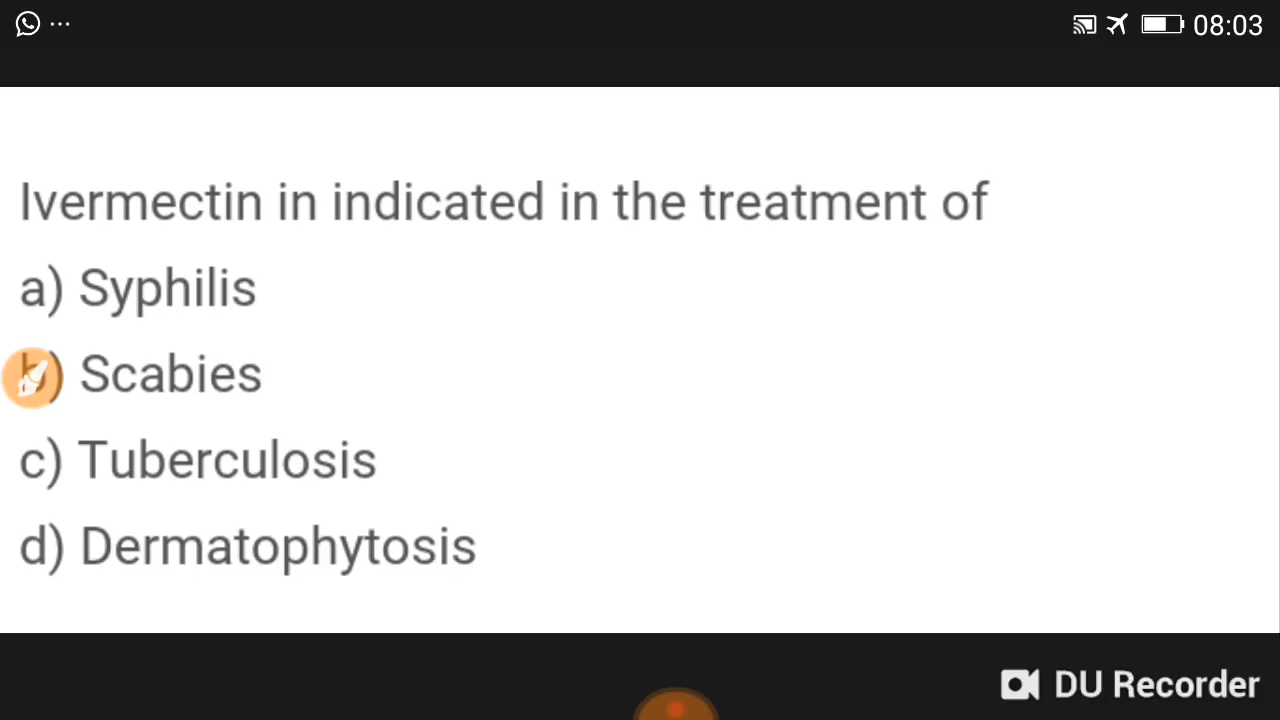 08:03
Ivermectin in indicated in the treatment of
a) Syphilis
b) Scabies
c) Tuberculosis
d) Dermatophytosis
DU Recorder